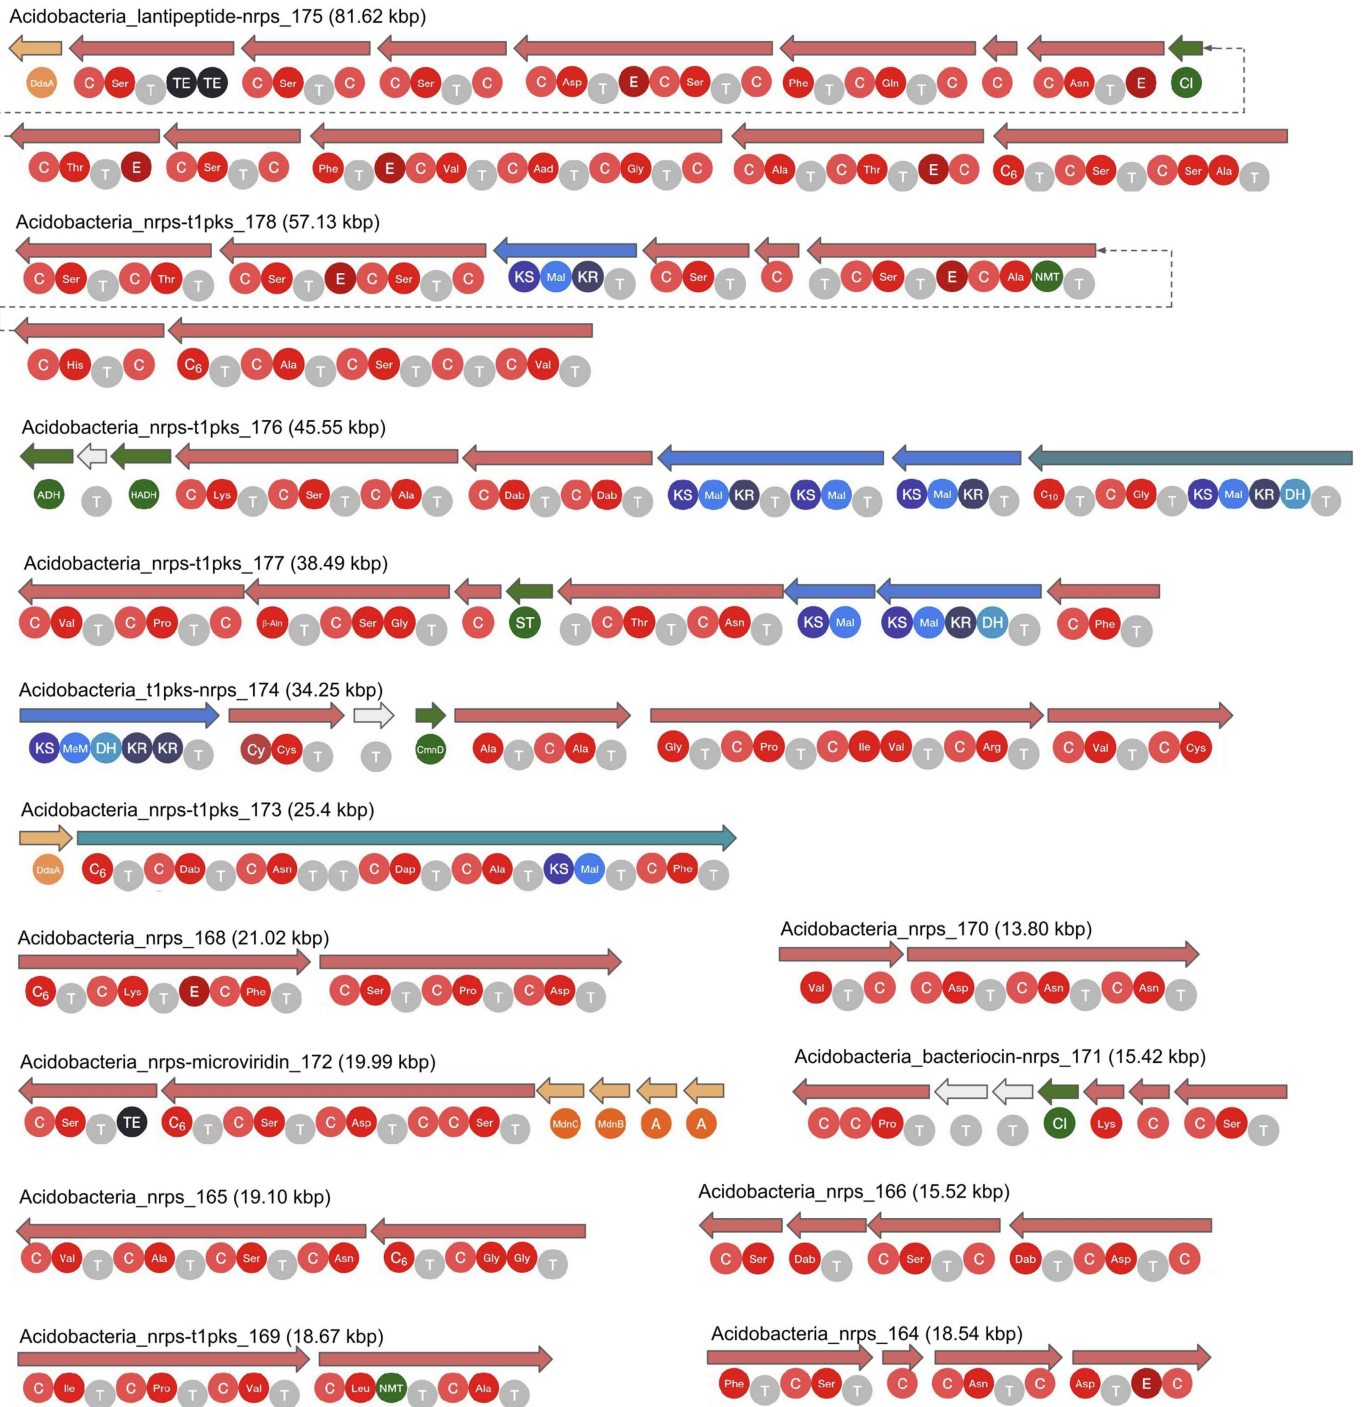 Acidobacteria_lantipeptide-nrps_175 (81.62 kbp)
DdaA C Ser T TE TE C Ser T C C Ser T C C Asp T E C Ser T C Phe T C Gln T C C C Asn T E CI
C Thr T E C Ser T C Phe T E C Val T C Aad T C Gly T C C Ala T C Thr T E C C6 T C Ser T C Ser Ala T
Acidobacteria_nrps-t1pks_178 (57.13 kbp)
C Ser T C Thr T C Ser T E C Ser T C KS Mal KR T C Ser T C T C Ser T E C Ala NMT T
C His T C C6 T C Ala T C Ser T C T C Val T
Acidobacteria_nrps-t1pks_176 (45.55 kbp)
ADH T HADH C Lys T C Ser T C Ala T C Dab T C Dab T KS Mal KR T KS Mal T KS Mal KR T C10 T C Gly T KS Mal KR DH T
Acidobacteria_nrps-t1pks_177 (38.49 kbp)
C Val T C Pro T C β-Aln T C Ser Gly T C ST T C Thr T C Asn T KS Mal KS Mal KR DH T C Phe T
Acidobacteria_t1pks-nrps_174 (34.25 kbp)
KS MeM DH KR KR T Cy Cys T T CmnD Ala T C Ala T Gly T C Pro T C Ile Val T C Arg T C Val T C Cys
Acidobacteria_nrps-t1pks_173 (25.4 kbp)
DdaA C6 T C Dab T C Asn T T C Dap T C Ala T KS Mal T C Phe T
Acidobacteria_nrps_168 (21.02 kbp)
C6 T C Lys T E C Phe T C Ser T C Pro T C Asp T
Acidobacteria_nrps_170 (13.80 kbp)
Val T C C Asp T C Asn T C Asn T
Acidobacteria_nrps-microviridin_172 (19.99 kbp)
C Ser T TE C6 T C Ser T C Asp T C C Ser T MdnC MdnB A A
Acidobacteria_bacteriocin-nrps_171 (15.42 kbp)
C C Pro T T T CI Lys C C Ser T
Acidobacteria_nrps_165 (19.10 kbp)
C Val T C Ala T C Ser T C Asn C6 T C Gly Gly T
Acidobacteria_nrps_166 (15.52 kbp)
C Ser Dab T C Ser T C Dab T C Asp T C
Acidobacteria_nrps-t1pks_169 (18.67 kbp)
C Ile T C Pro T C Val T C Leu NMT T C Ala T
Acidobacteria_nrps_164 (18.54 kbp)
Phe T C Ser T C C Asn T C Asp T E C